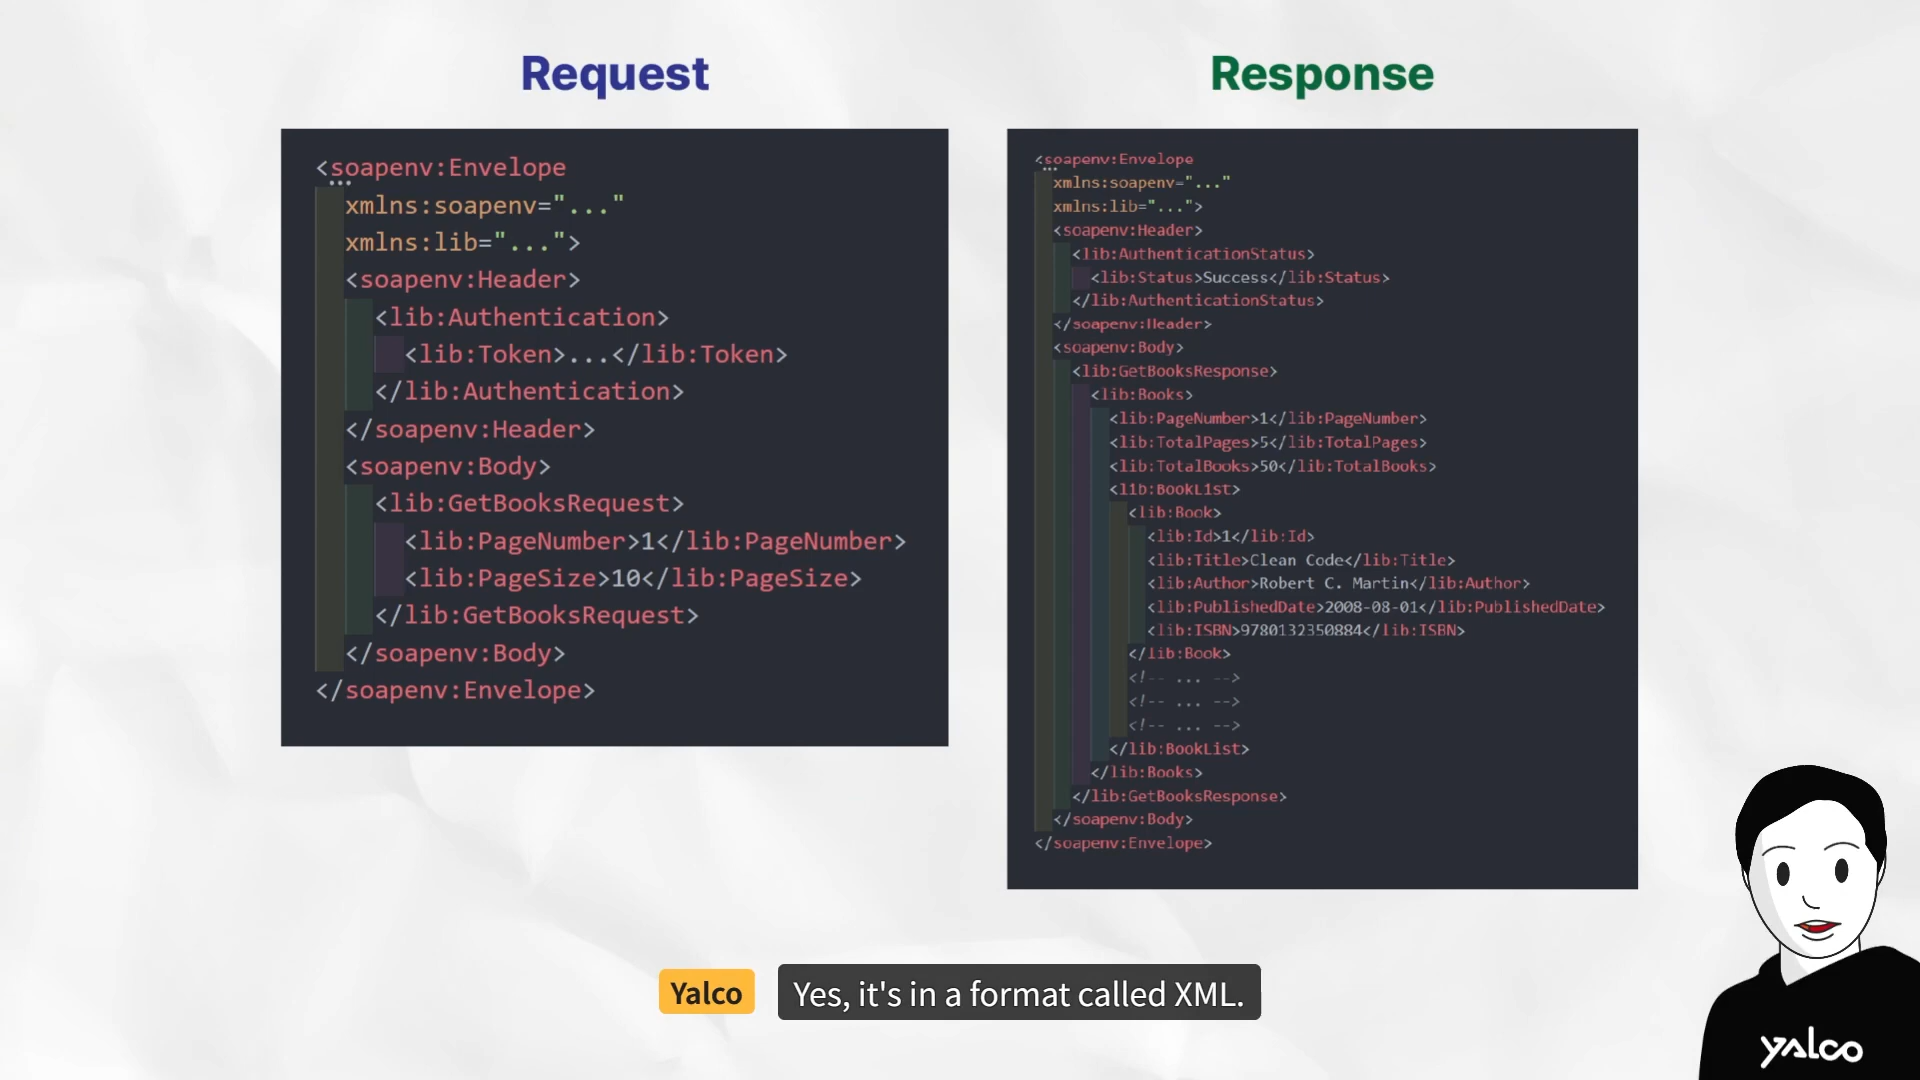 Request
<soapenv:Envelope
xmlns:soapenv="..."
xmlns:lib="...">
<soapenv:Header>
<lib:Authentication>
<lib:Token>...</lib:Token>
</lib:Authentication>
</soapenv:Header>
<soapenv:Body>
<lib:GetBooksRequest>
<lib:PageNumber>1</lib:PageNumber>
<lib:PageSize>10</lib:PageSize>
</lib:GetBooksRequest>
</soapenv:Body>
</soapenv:Envelope>
Response
<soapenv:Envelope
xmlns:soapenv="..."
xmlns:lib="...">
<soapenv:Header>
<lib:AuthenticationStatus>
<lib:Status>Success</lib:Status>
</lib:AuthenticationStatus>
</soapenv:Header>
<soapenv:Body>
<lib:GetBooksResponse>
<lib:Books>
<lib:PageNumber>1</lib:PageNumber>
<lib:TotalPages>5</lib:TotalPages>
<lib:TotalBooks>50</lib:TotalBooks>
<lib:BookList>
<lib:Book>
<lib:Id>1</lib:Id>
<lib:Title>Clean Code</lib:Title>
<lib:Author>Robert C. Martin</lib:Author>
<lib:PublishedDate>2008-08-01</lib:PublishedDate>
<lib:ISBN>9780132350884</lib:ISBN>
</lib:Book>
<!-- ... -->
<!-- ... -->
<!-- ... -->
</lib:BookList>
</lib:Books>
</lib:GetBooksResponse>
</soapenv:Body>
</soapenv:Envelope>
Yalco Yes, it's in a format called XML.
yalco